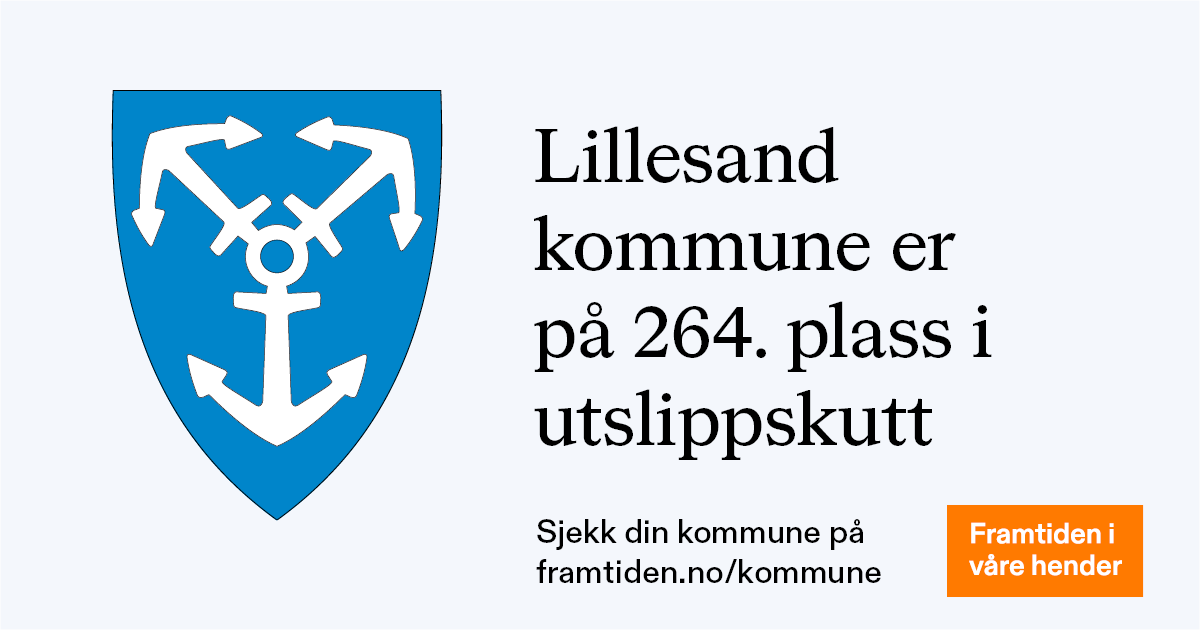 Lillesand
kommune er
på 264. plass i
utslippskutt
Sjekk din kommune på
framtiden.no/kommune
Framtiden i
våre hender